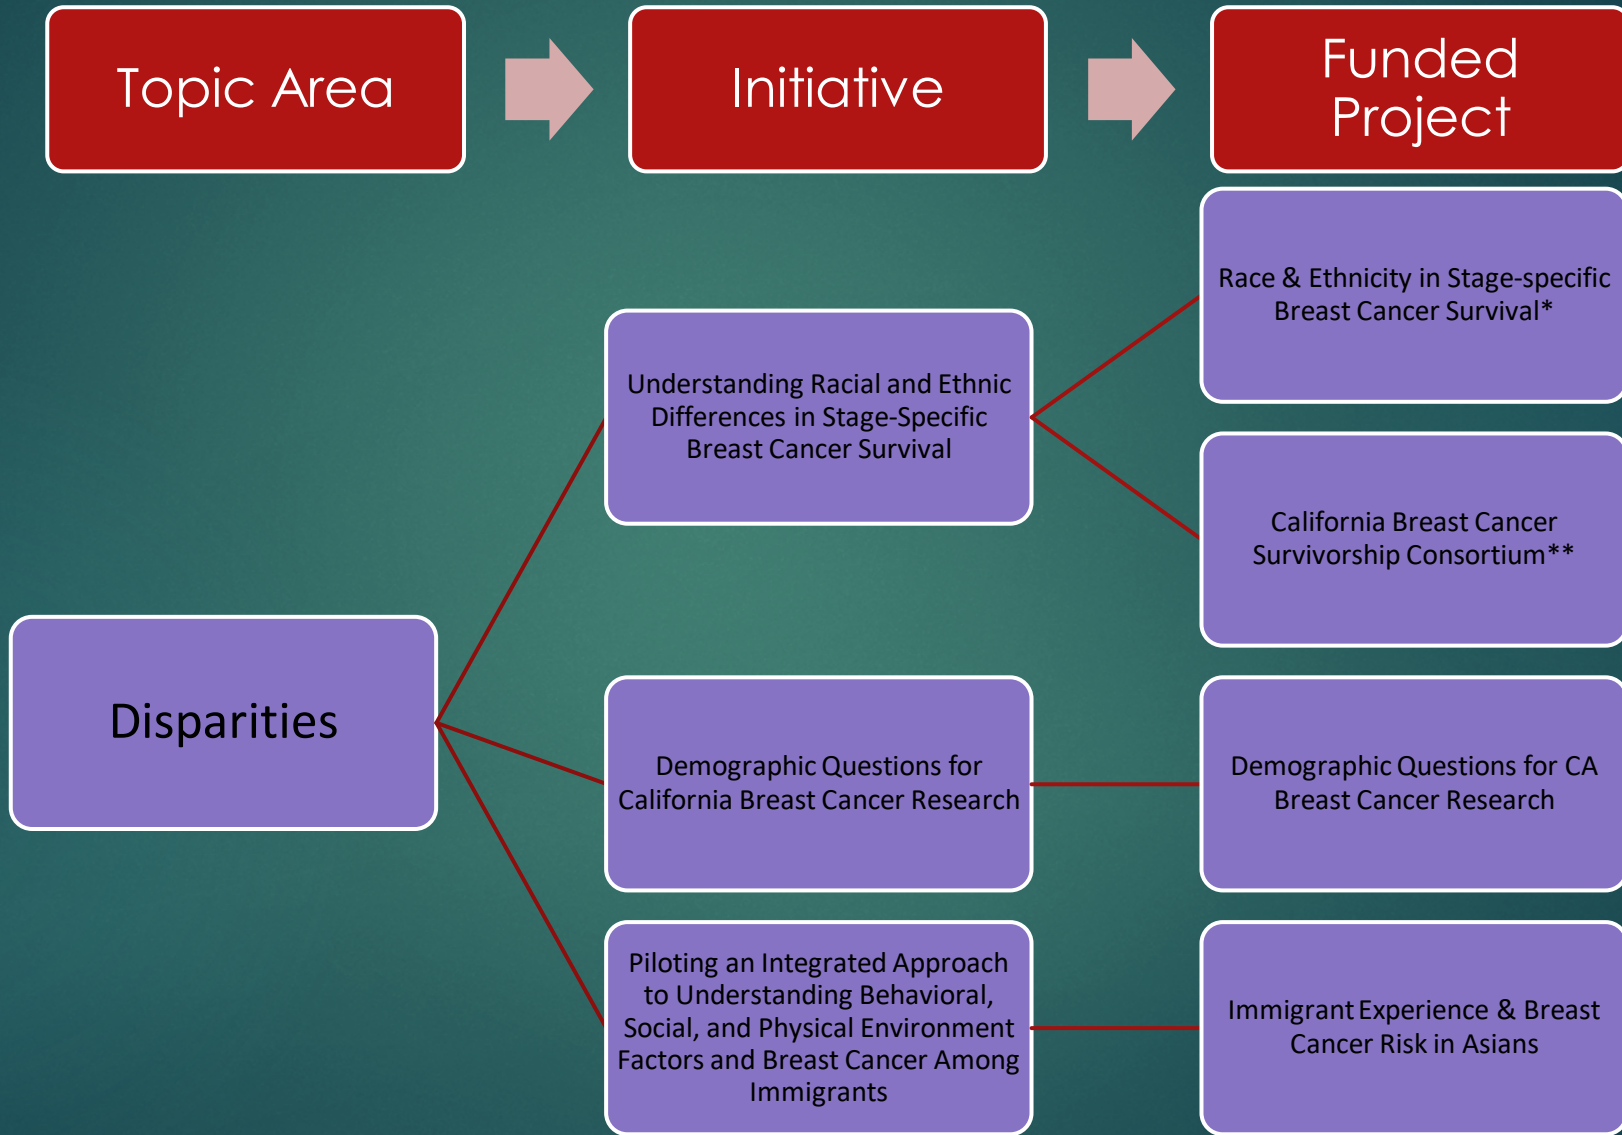 Topic Area
Initiative
Funded
Project
Race & Ethnicity in Stage-specific
Breast Cancer Survival*
Understanding Racial and Ethnic
Differences in Stage-Specific
Breast Cancer Survival
California Breast Cancer
Survivorship Consortium**
Disparities
Demographic Questions for
California Breast Cancer Research
Demographic Questions for CA
Breast Cancer Research
Piloting an Integrated Approach
to Understanding Behavioral,
Social, and Physical Environment
Factors and Breast Cancer Among
Immigrants
Immigrant Experience & Breast
Cancer Risk in Asians